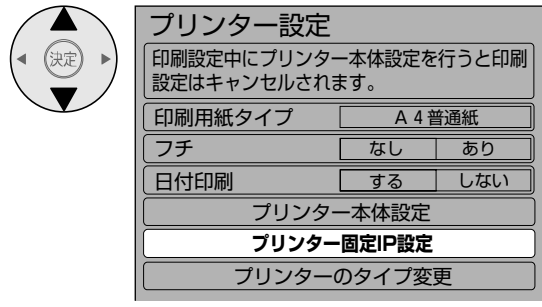 決定
プリンター設定
印刷設定中にプリンター本体設定を行うと印刷
設定はキャンセルされます。
印刷用紙タイプ A 4 普通紙
フチ なし あり
日付印刷 する しない
プリンター本体設定
プリンター固定IP設定
プリンターのタイプ変更